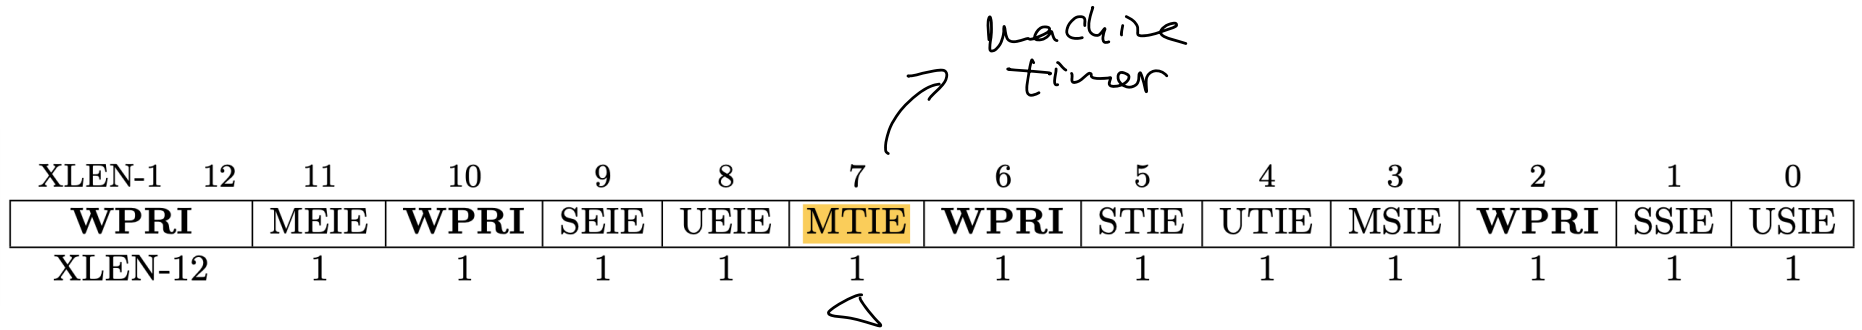 machine
timer
XLEN-1 12 11 10 9 8 7 6 5 4 3 2 1 0
WPRI MEIE WPRI SEIE UEIE MTIE WPRI STIE UTIE MSIE WPRI SSIE USIE
XLEN-12 1 1 1 1 1 1 1 1 1 1 1 1